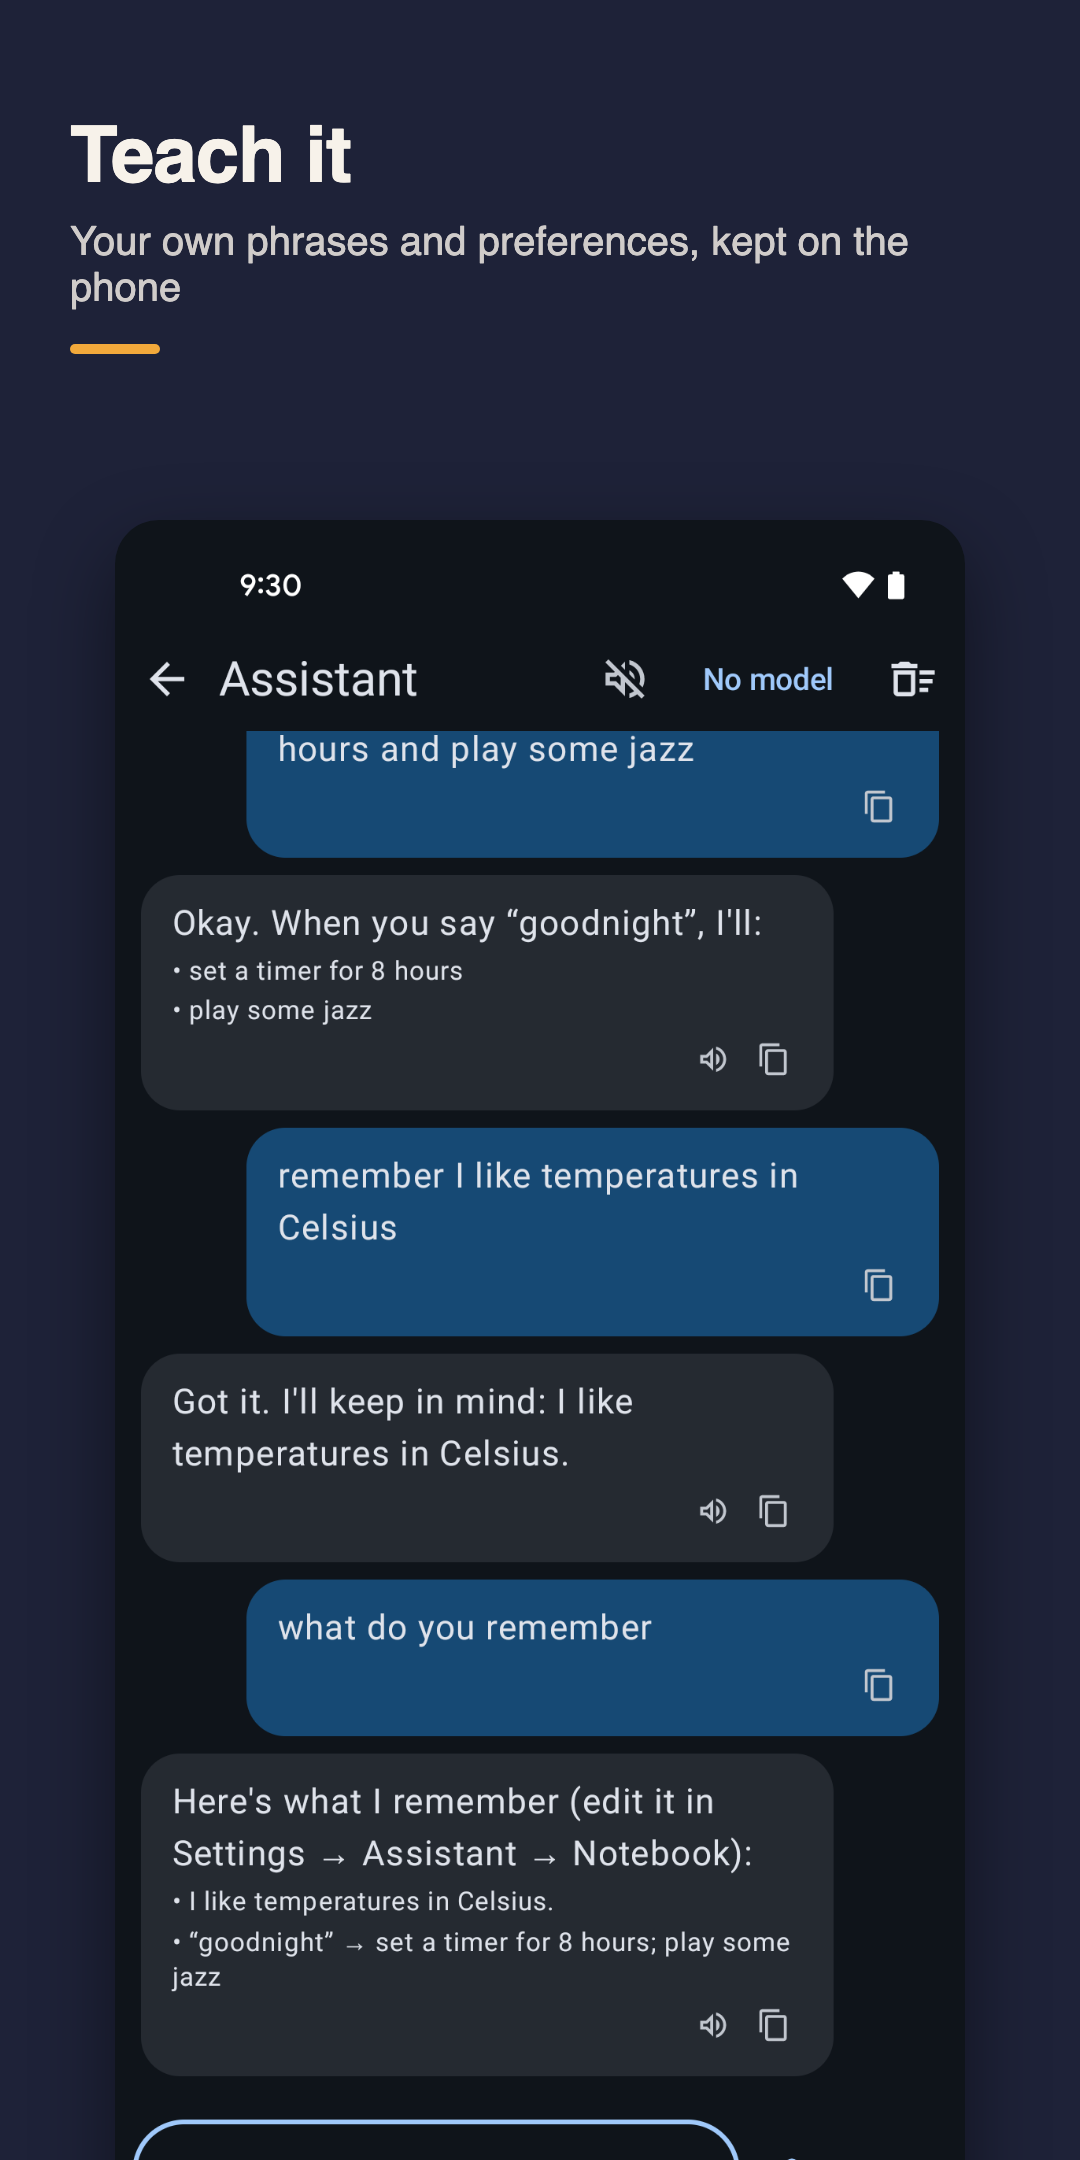 Teach it
Your own phrases and preferences, kept on the
phone
9:30
Assistant
No model
hours and play some jazz
Okay. When you say “goodnight”, I'll:
• set a timer for 8 hours
• play some jazz
remember I like temperatures in
Celsius
Got it. I'll keep in mind: I like
temperatures in Celsius.
what do you remember
Here's what I remember (edit it in
Settings → Assistant → Notebook):
• I like temperatures in Celsius.
• “goodnight” → set a timer for 8 hours; play some
jazz